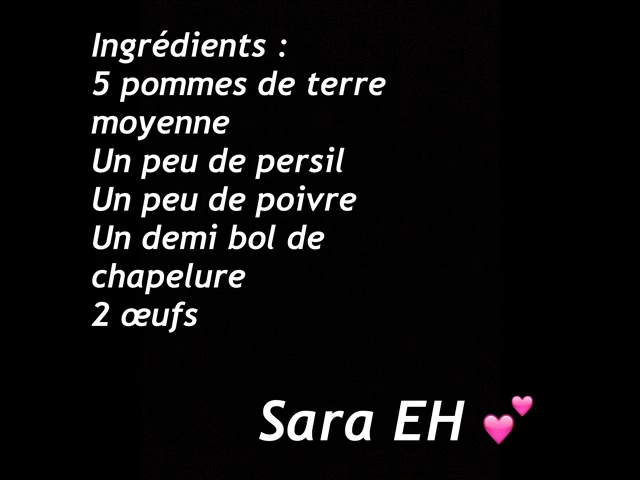 Ingrédients :
5 pommes de terre
moyenne
Un peu de persil
Un peu de poivre
Un demi bol de
chapelure
2 œufs
Sara EH 💕